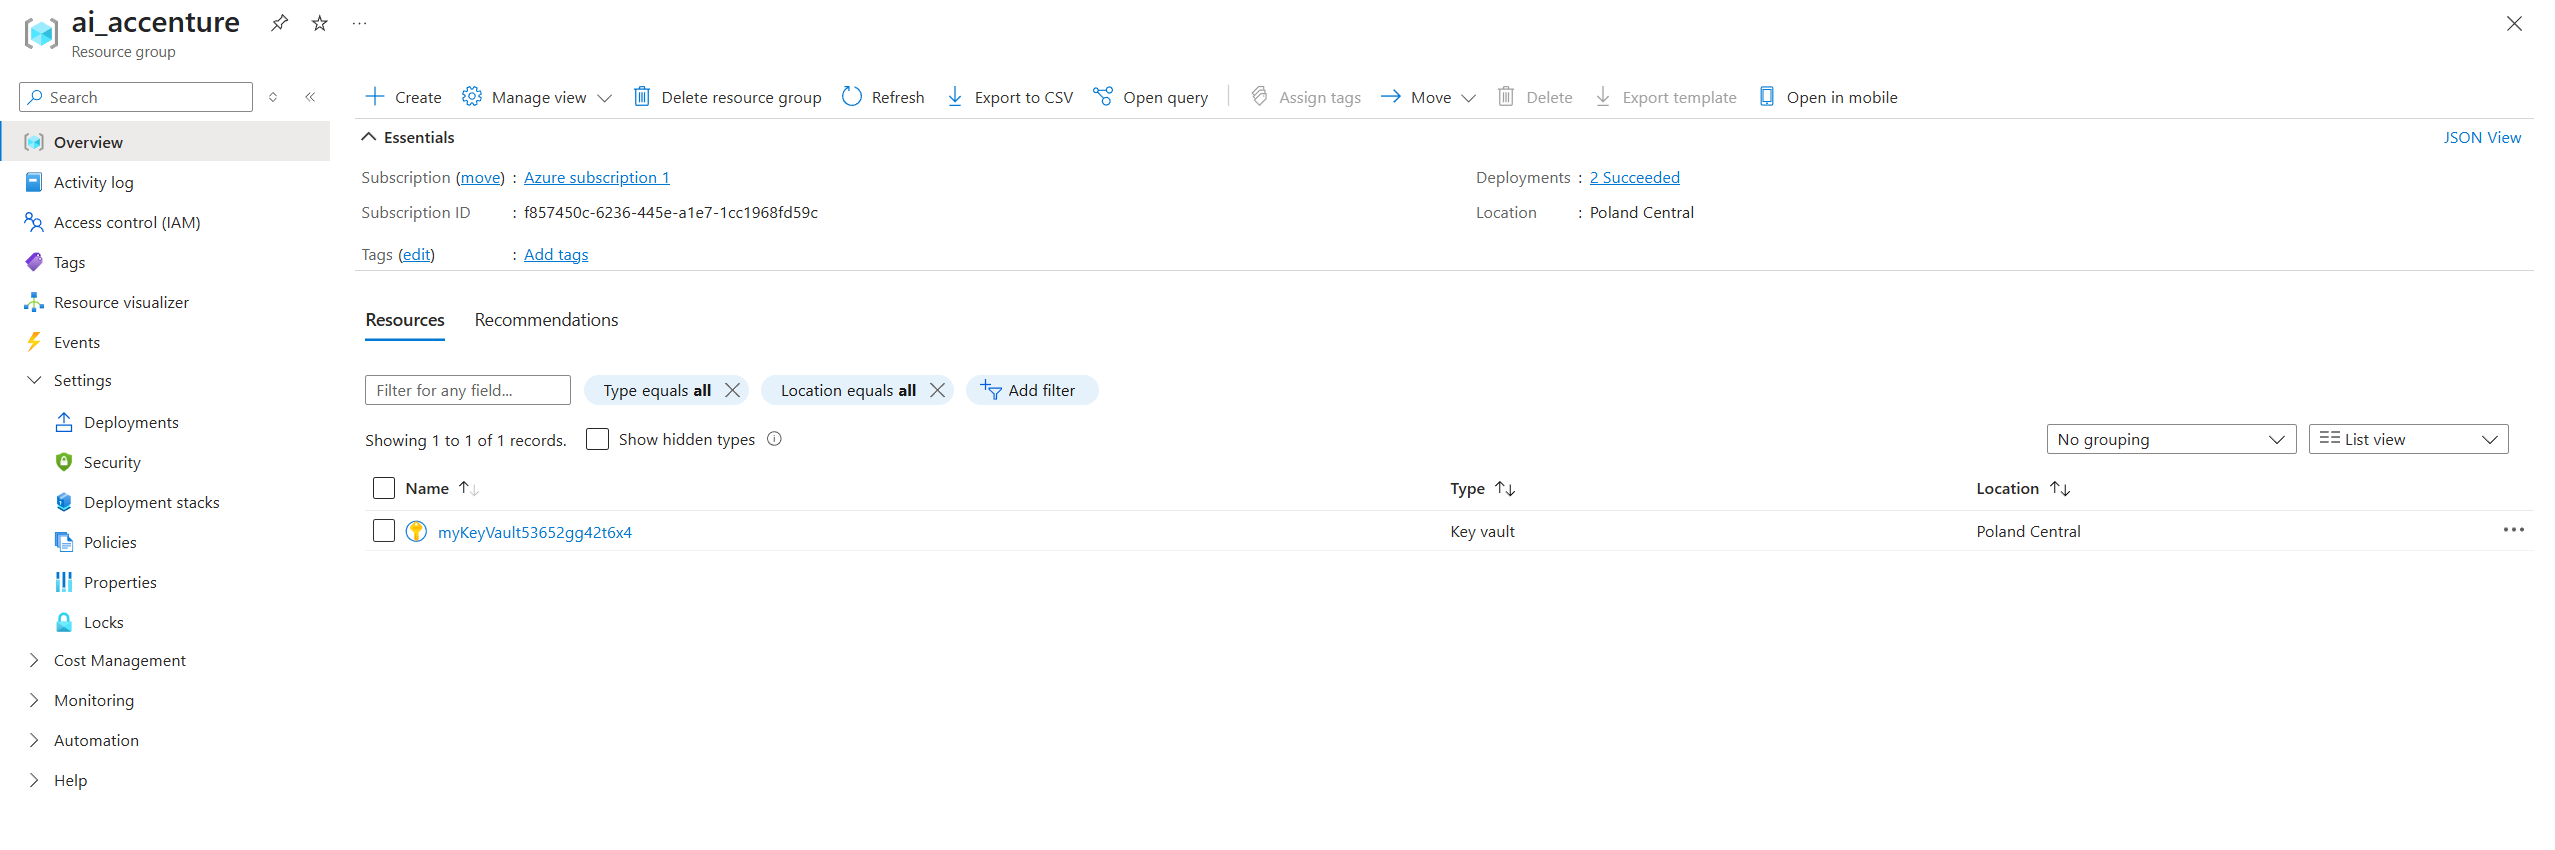 ai_accenture
Resource group
Search
Overview
Activity log
Access control (IAM)
Tags
Resource visualizer
Events
Settings
Deployments
Security
Deployment stacks
Policies
Properties
Locks
Cost Management
Monitoring
Automation
Help
Create Manage view Delete resource group Refresh Export to CSV Open query Assign tags Move Delete Export template Open in mobile
Essentials JSON View
Subscription (move) : Azure subscription 1 Deployments : 2 Succeeded
Subscription ID : f857450c-6236-445e-a1e7-1cc1968fd59c Location : Poland Central
Tags (edit) : Add tags
Resources Recommendations
Filter for any field... Type equals all Location equals all Add filter
Showing 1 to 1 of 1 records. Show hidden types No grouping List view
Name Type Location
myKeyVault53652gg42t6x4 Key vault Poland Central